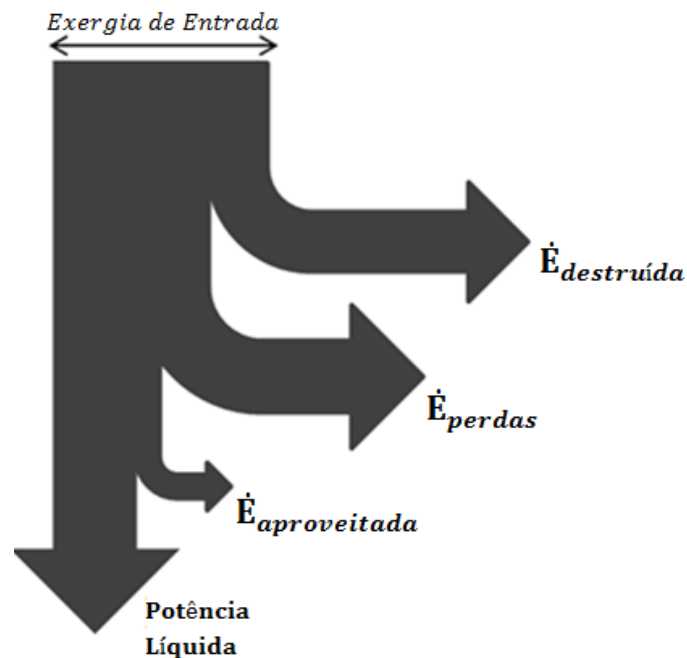 Exergia de Entrada
Ė destruída
Ė perdas
Ė aproveitada
Potência
Líquida